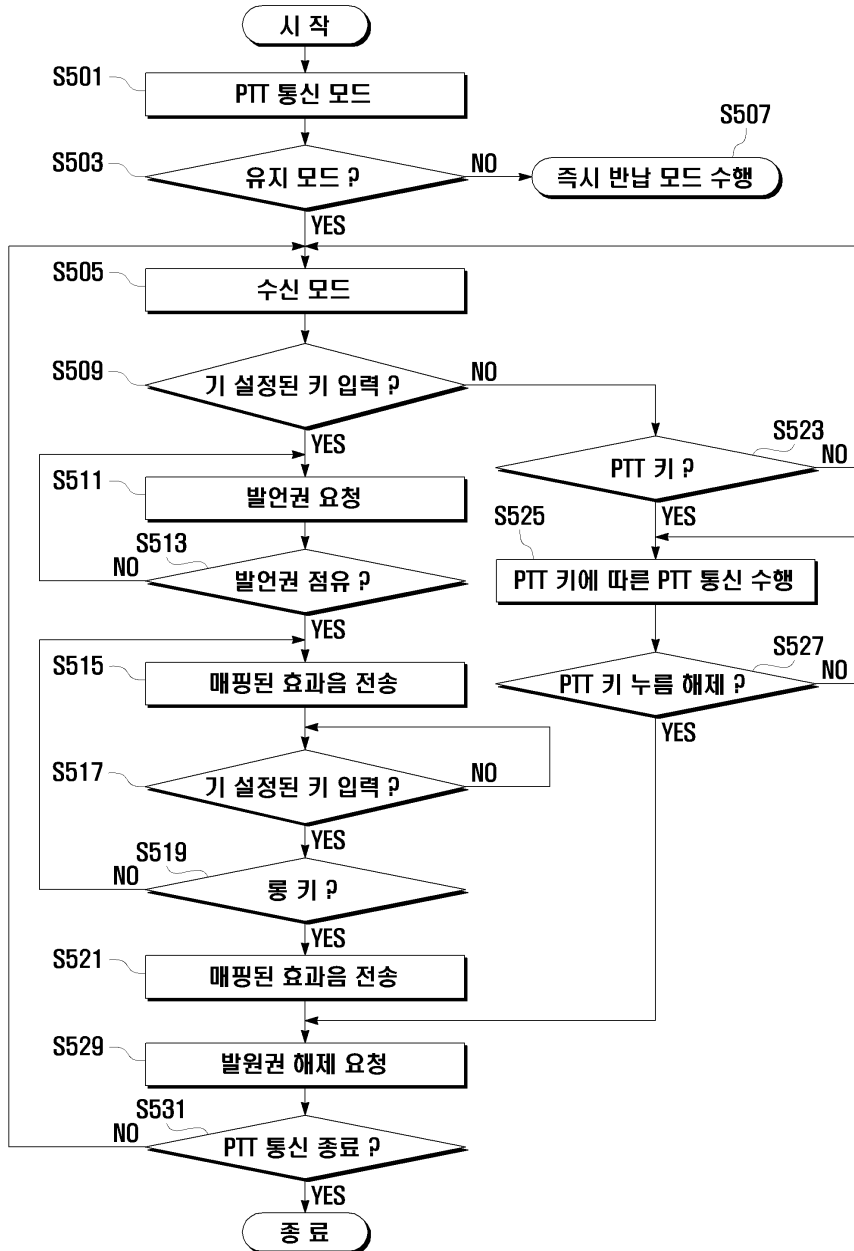 시 작
S501
PTT 통신 모드
S507
S503
유지 모드 ?
NO
즉시 반납 모드 수행
YES
S505
수신 모드
S509
기 설정된 키 입력 ?
NO
YES
S523
PTT 키 ?
NO
S511
발언권 요청
YES
S525
S513
NO
발언권 점유 ?
PTT 키에 따른 PTT 통신 수행
YES
S527
S515
매핑된 효과음 전송
PTT 키 누름 해제 ?
NO
YES
S517
기 설정된 키 입력 ?
NO
YES
S519
NO
롱 키 ?
YES
S521
매핑된 효과음 전송
S529
발원권 해제 요청
S531
NO
PTT 통신 종료 ?
YES
종 료